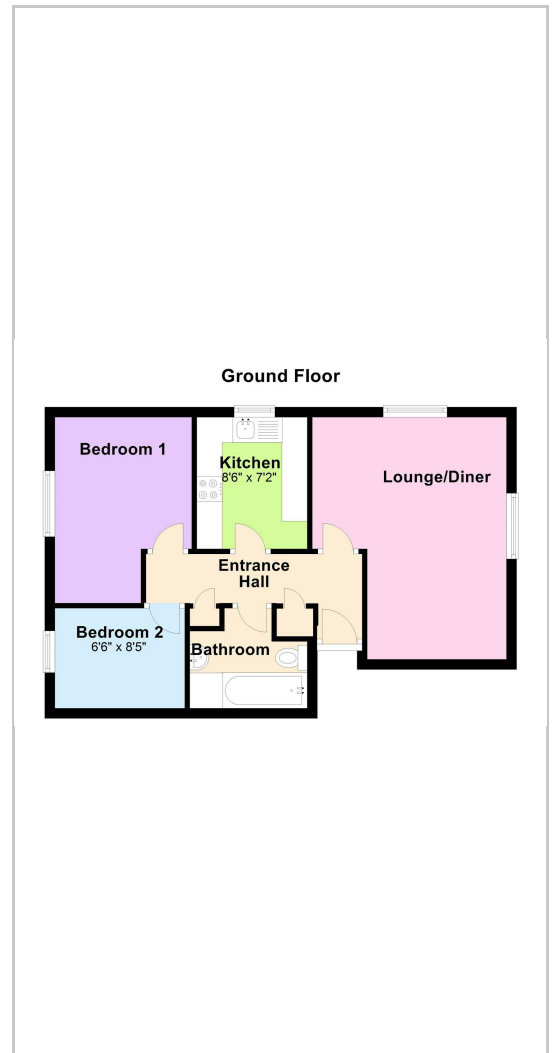 Ground Floor
Bedroom 1
Kitchen
8'6" x 7'2"
Lounge/Diner
Entrance
Hall
Bedroom 2
6'6" x 8'5"
Bathroom